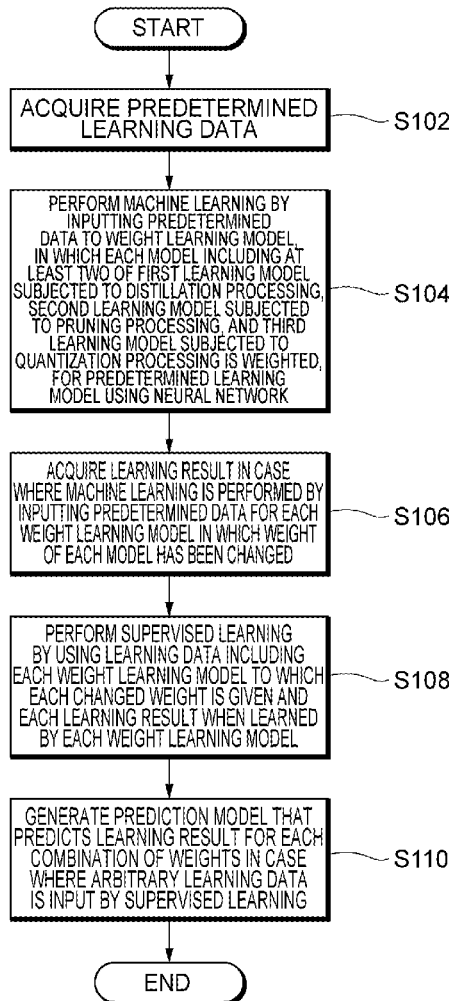 START
ACQUIRE PREDETERMINED
LEARNING DATA
S102
PERFORM MACHINE LEARNING BY
INPUTTING PREDETERMINED
DATA TO WEIGHT LEARNING MODEL,
IN WHICH EACH MODEL INCLUDING AT
LEAST TWO OF FIRST LEARNING MODEL
SUBJECTED TO DISTILLATION PROCESSING,
SECOND LEARNING MODEL SUBJECTED
TO PRUNING PROCESSING, AND THIRD
LEARNING MODEL SUBJECTED TO
QUANTIZATION PROCESSING IS WEIGHTED,
FOR PREDETERMINED LEARNING
MODEL USING NEURAL NETWORK
S104
ACQUIRE LEARNING RESULT IN CASE
WHERE MACHINE LEARNING IS PERFORMED BY
INPUTTING PREDETERMINED DATA FOR EACH
WEIGHT LEARNING MODEL IN WHICH WEIGHT
OF EACH MODEL HAS BEEN CHANGED
S106
PERFORM SUPERVISED LEARNING
BY USING LEARNING DATA INCLUDING
EACH WEIGHT LEARNING MODEL TO WHICH
EACH CHANGED WEIGHT IS GIVEN AND
EACH LEARNING RESULT WHEN LEARNED
BY EACH WEIGHT LEARNING MODEL
S108
GENERATE PREDICTION MODEL THAT
PREDICTS LEARNING RESULT FOR EACH
COMBINATION OF WEIGHTS IN CASE
WHERE ARBITRARY LEARNING DATA
IS INPUT BY SUPERVISED LEARNING
S110
END